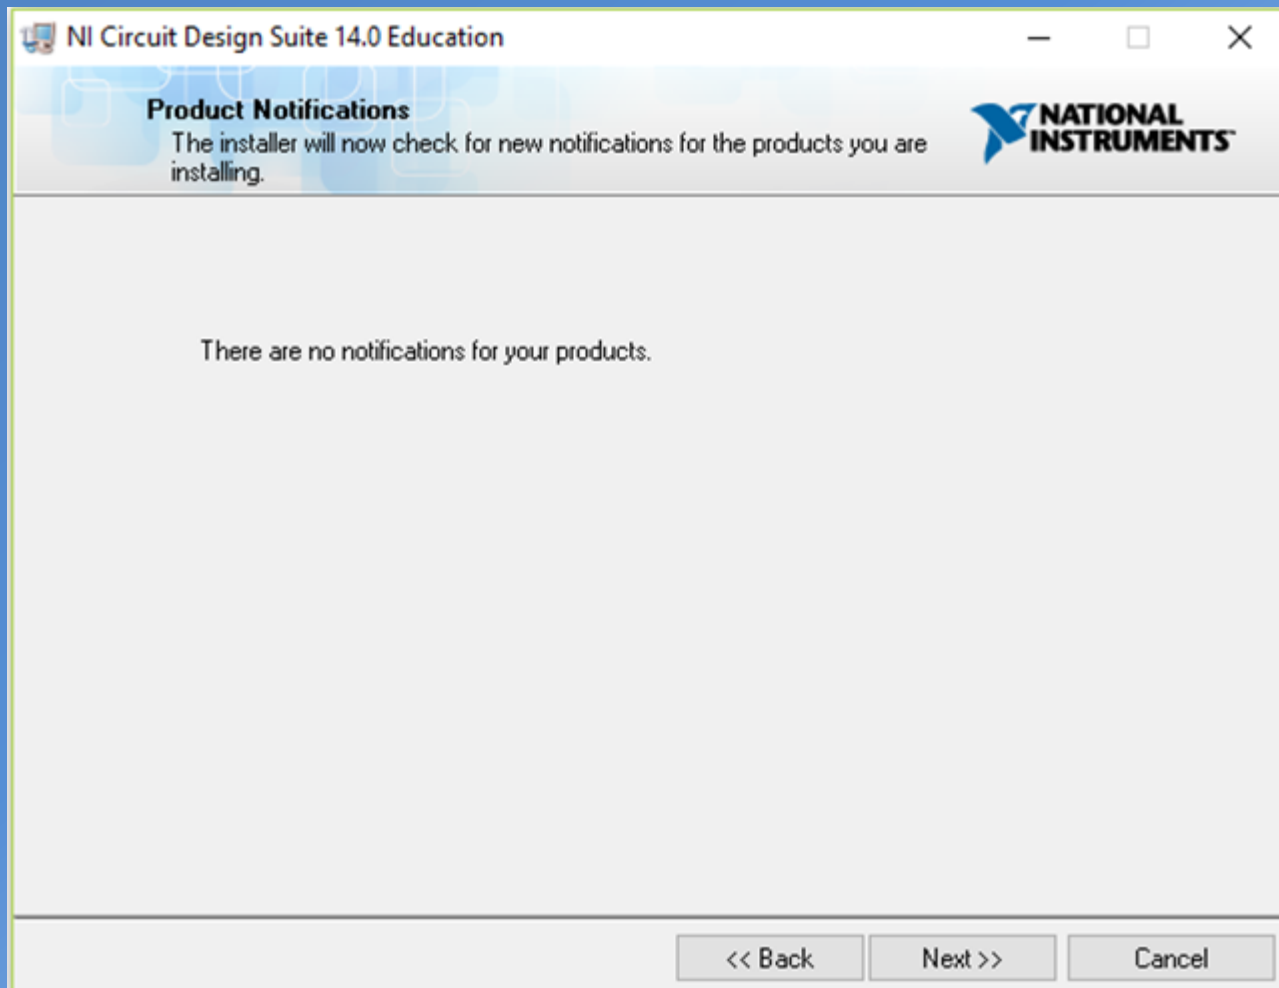 NI Circuit Design Suite 14.0 Education
Product Notifications
The installer will now check for new notifications for the products you are
installing.
NATIONAL
INSTRUMENTS™
There are no notifications for your products.
<< Back
Next >>
Cancel